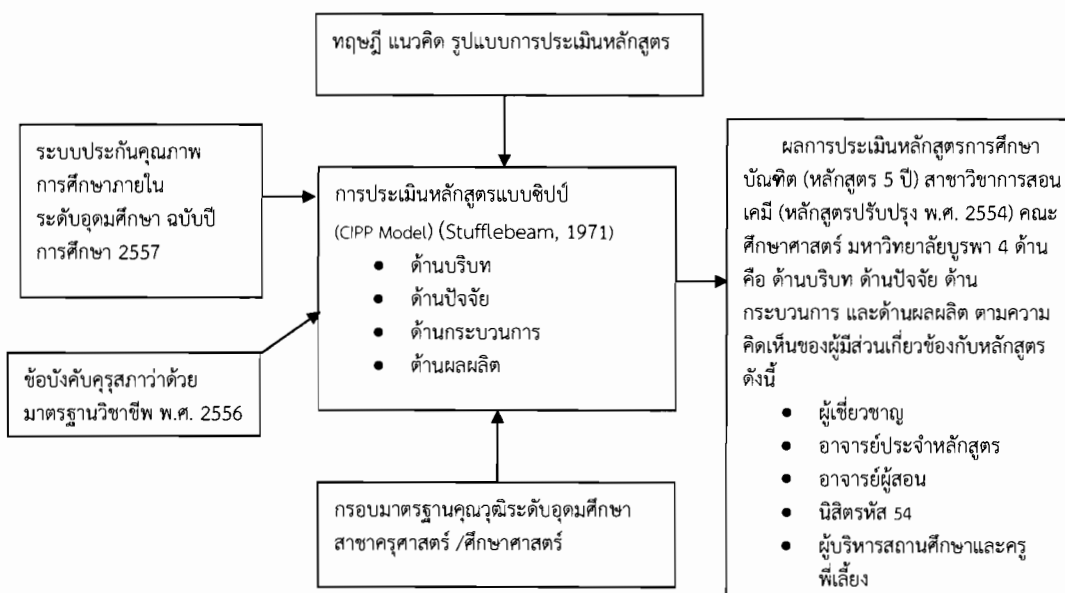 ทฤษฎี แนวคิด รูปแบบการประเมินหลักสูตร
ระบบประกันคุณภาพ
การศึกษาภายใน
ระดับอุดมศึกษา ฉบับปี
การศึกษา 2557
ข้อบังคับคุรุสภาว่าด้วย
มาตรฐานวิชาชีพ พ.ศ. 2556
การประเมินหลักสูตรแบบซิปป์
(CIPP Model) (Stufflebeam, 1971)
• ด้านบริบท
• ด้านปัจจัย
• ด้านกระบวนการ
• ด้านผลผลิต
กรอบมาตรฐานคุณวุฒิระดับอุดมศึกษา
สาขาครุศาสตร์ /ศึกษาศาสตร์
ผลการประเมินหลักสูตรการศึกษา
บัณฑิต (หลักสูตร 5 ปี) สาขาวิชาการสอน
เคมี (หลักสูตรปรับปรุง พ.ศ. 2554) คณะ
ศึกษาศาสตร์ มหาวิทยาลัยบูรพา 4 ด้าน
คือ ด้านบริบท ด้านปัจจัย ด้าน
กระบวนการ และด้านผลผลิต ตามความ
คิดเห็นของผู้มีส่วนเกี่ยวข้องกับหลักสูตร
ดังนี้
• ผู้เชี่ยวชาญ
• อาจารย์ประจำหลักสูตร
• อาจารย์ผู้สอน
• นิสิตรหัส 54
• ผู้บริหารสถานศึกษาและครู
พี่เลี้ยง